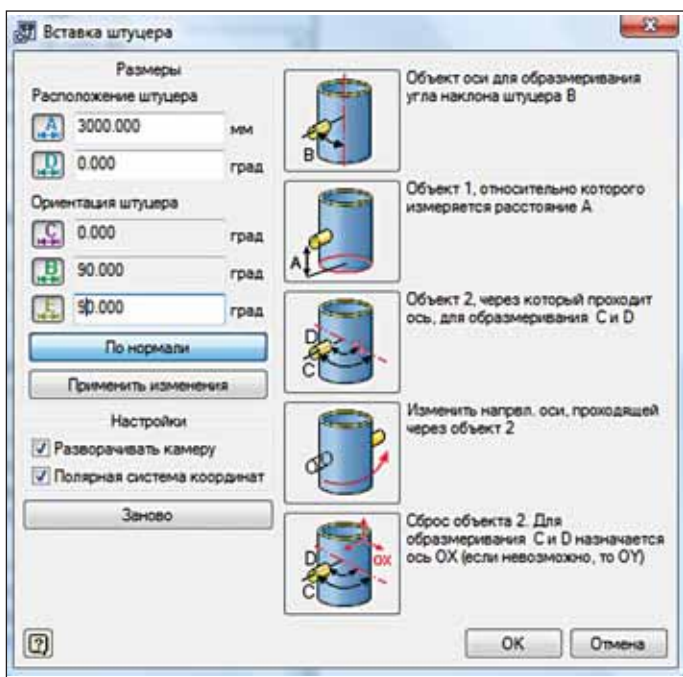 Вставка штуцера
Размеры
Расположение штуцера
A 3000.000 мм
D 0.000 град
Ориентация штуцера
C 0.000 град
B 90.000 град
E 90.000 град
По нормали
Применить изменения
Настройки
Разворачивать камеру
Полярная система координат
Заново
B
Объект оси для образмеривания
угла наклона штуцера B
A
Объект 1, относительно которого
измеряется расстояние A
D
C
Объект 2, через который проходит
ось, для образмеривания C и D
Изменить напрвл. оси, проходящей
через объект 2
D
OX
C
Сброс объекта 2. Для
образмеривания C и D назначается
ось OX (если невозможно, то OY)
?
OK
Отмена